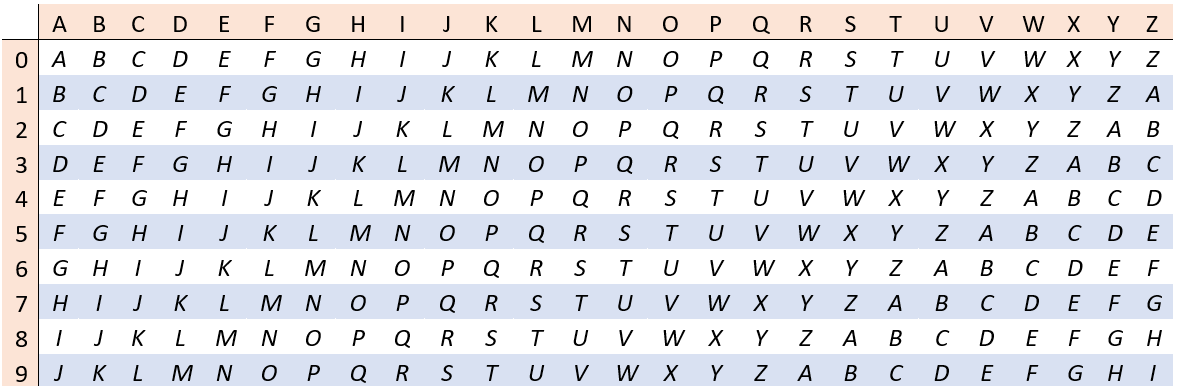 A B C D E F G H I J K L M N O P Q R S T U V W X Y Z
0 A B C D E F G H I J K L M N O P Q R S T U V W X Y Z
1 B C D E F G H I J K L M N O P Q R S T U V W X Y Z A
2 C D E F G H I J K L M N O P Q R S T U V W X Y Z A B
3 D E F G H I J K L M N O P Q R S T U V W X Y Z A B C
4 E F G H I J K L M N O P Q R S T U V W X Y Z A B C D
5 F G H I J K L M N O P Q R S T U V W X Y Z A B C D E
6 G H I J K L M N O P Q R S T U V W X Y Z A B C D E F
7 H I J K L M N O P Q R S T U V W X Y Z A B C D E F G
8 I J K L M N O P Q R S T U V W X Y Z A B C D E F G H
9 J K L M N O P Q R S T U V W X Y Z A B C D E F G H I